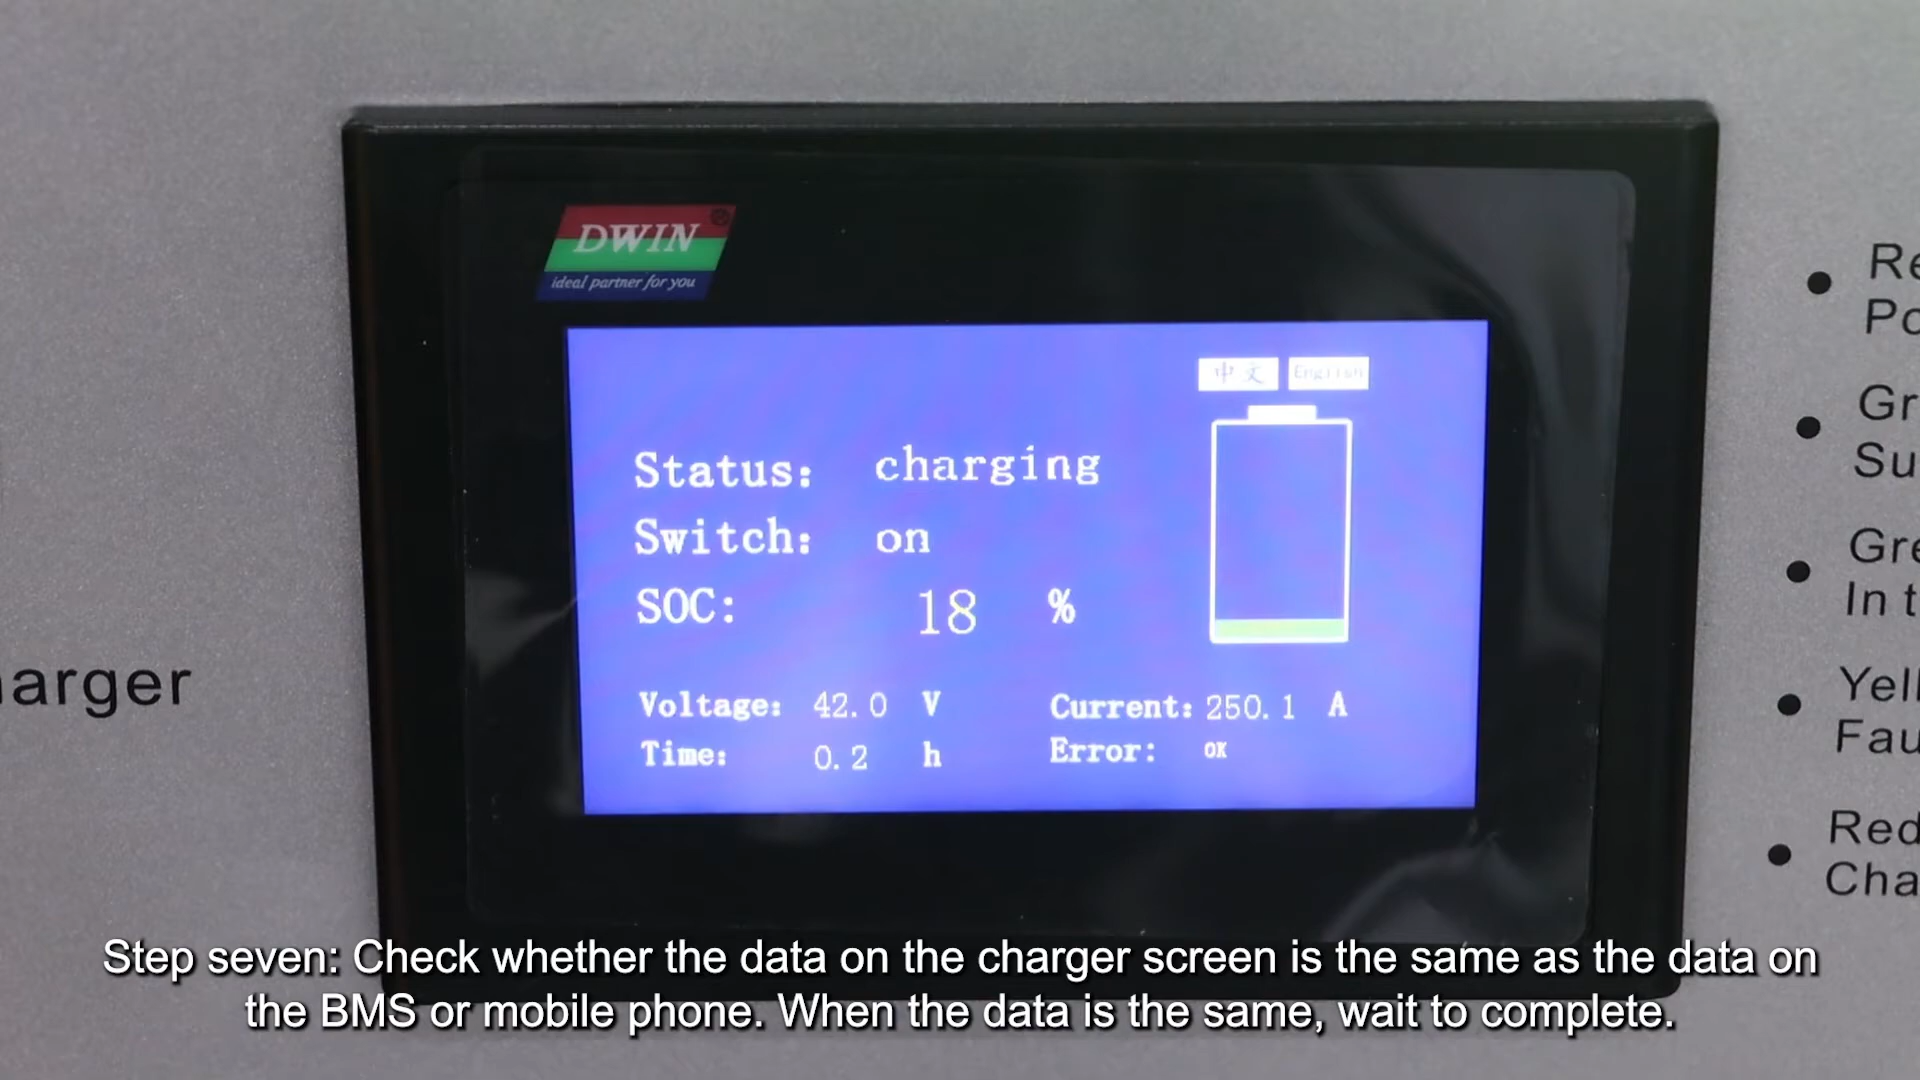 DWIN
ideal partner for you
中文 English
Status: charging
Switch: on
SOC: 18 %
Voltage: 42.0 V Current: 250.1 A
Time: 0.2 h Error: OK
arger
Re
Po
Gr
Su
Gre
In t
Yell
Fau
Red
Cha
Step seven: Check whether the data on the charger screen is the same as the data on
the BMS or mobile phone. When the data is the same, wait to complete.